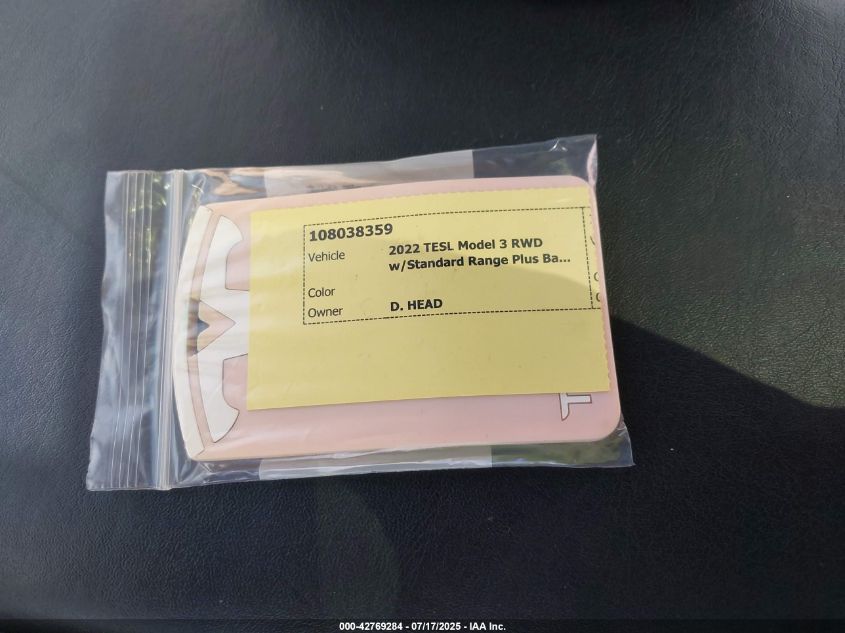 108038359
Vehicle 2022 TESL Model 3 RWD
w/Standard Range Plus Ba...
Color
Owner D. HEAD
000-42769284 - 07/17/2025 - IAA Inc.